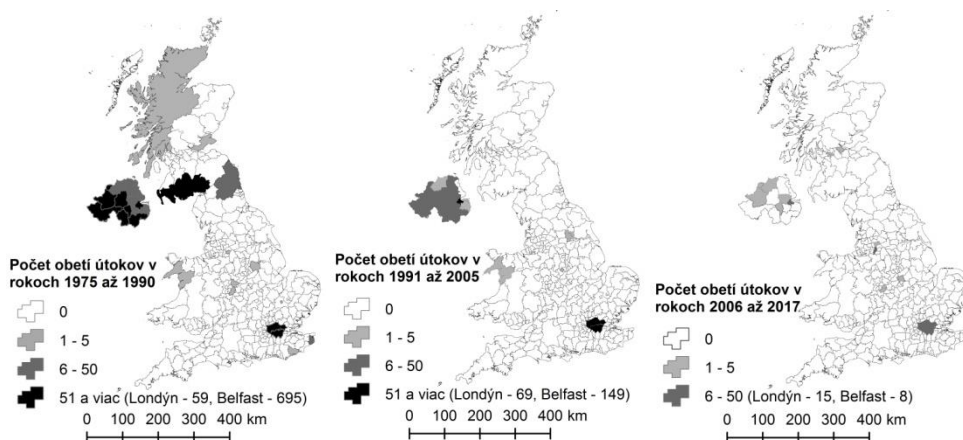 Počet obetí útokov v
rokoch 1975 až 1990
0
1 - 5
6 - 50
51 a viac (Londýn - 59, Belfast - 695)
0 100 200 300 400 km
Počet obetí útokov v
rokoch 1991 až 2005
0
1 - 5
6 - 50
51 a viac (Londýn - 69, Belfast - 149)
0 100 200 300 400 km
Počet obetí útokov v
rokoch 2006 až 2017
0
1 - 5
6 - 50 (Londýn - 15, Belfast - 8)
0 100 200 300 400 km